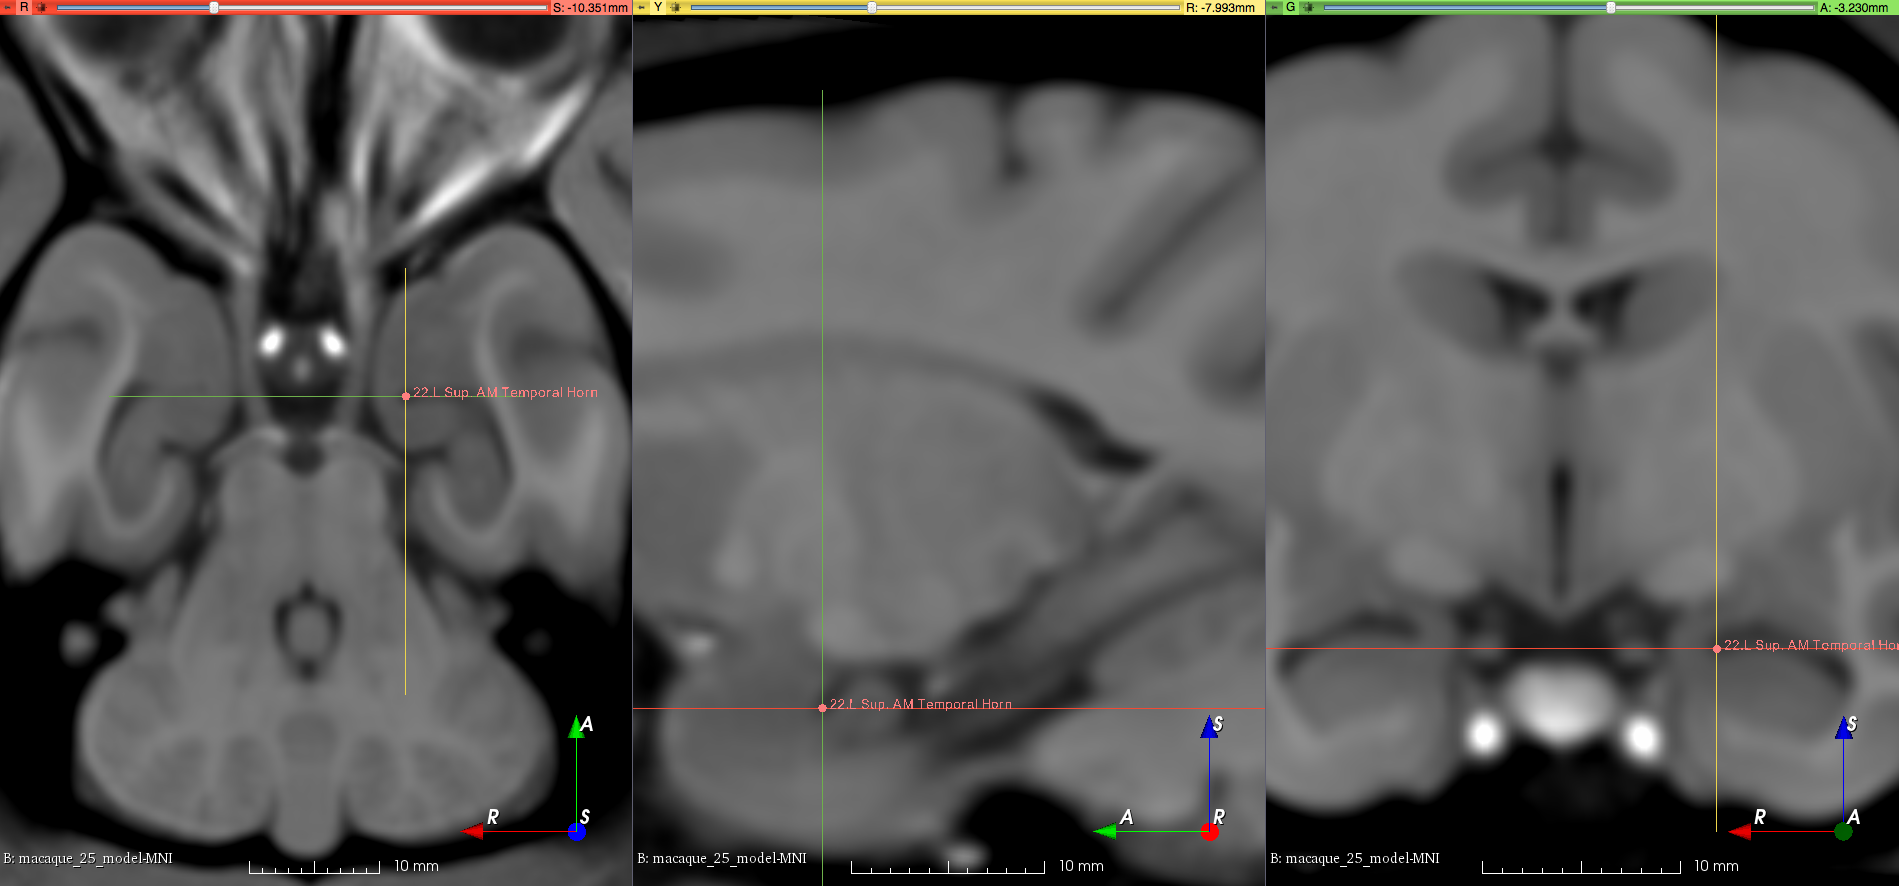 R S: -10.351mm
Y R: -7.993mm
G A: -3.230mm
22.L Sup. AM Temporal Horn
22.L Sup. AM Temporal Horn
22.L Sup. AM Temporal Hor
A
R
S
S
A
R
S
R
A
B: macaque_25_model-MNI
10 mm
B: macaque_25_model-MNI
10 mm
B: macaque_25_model-MNI
10 mm